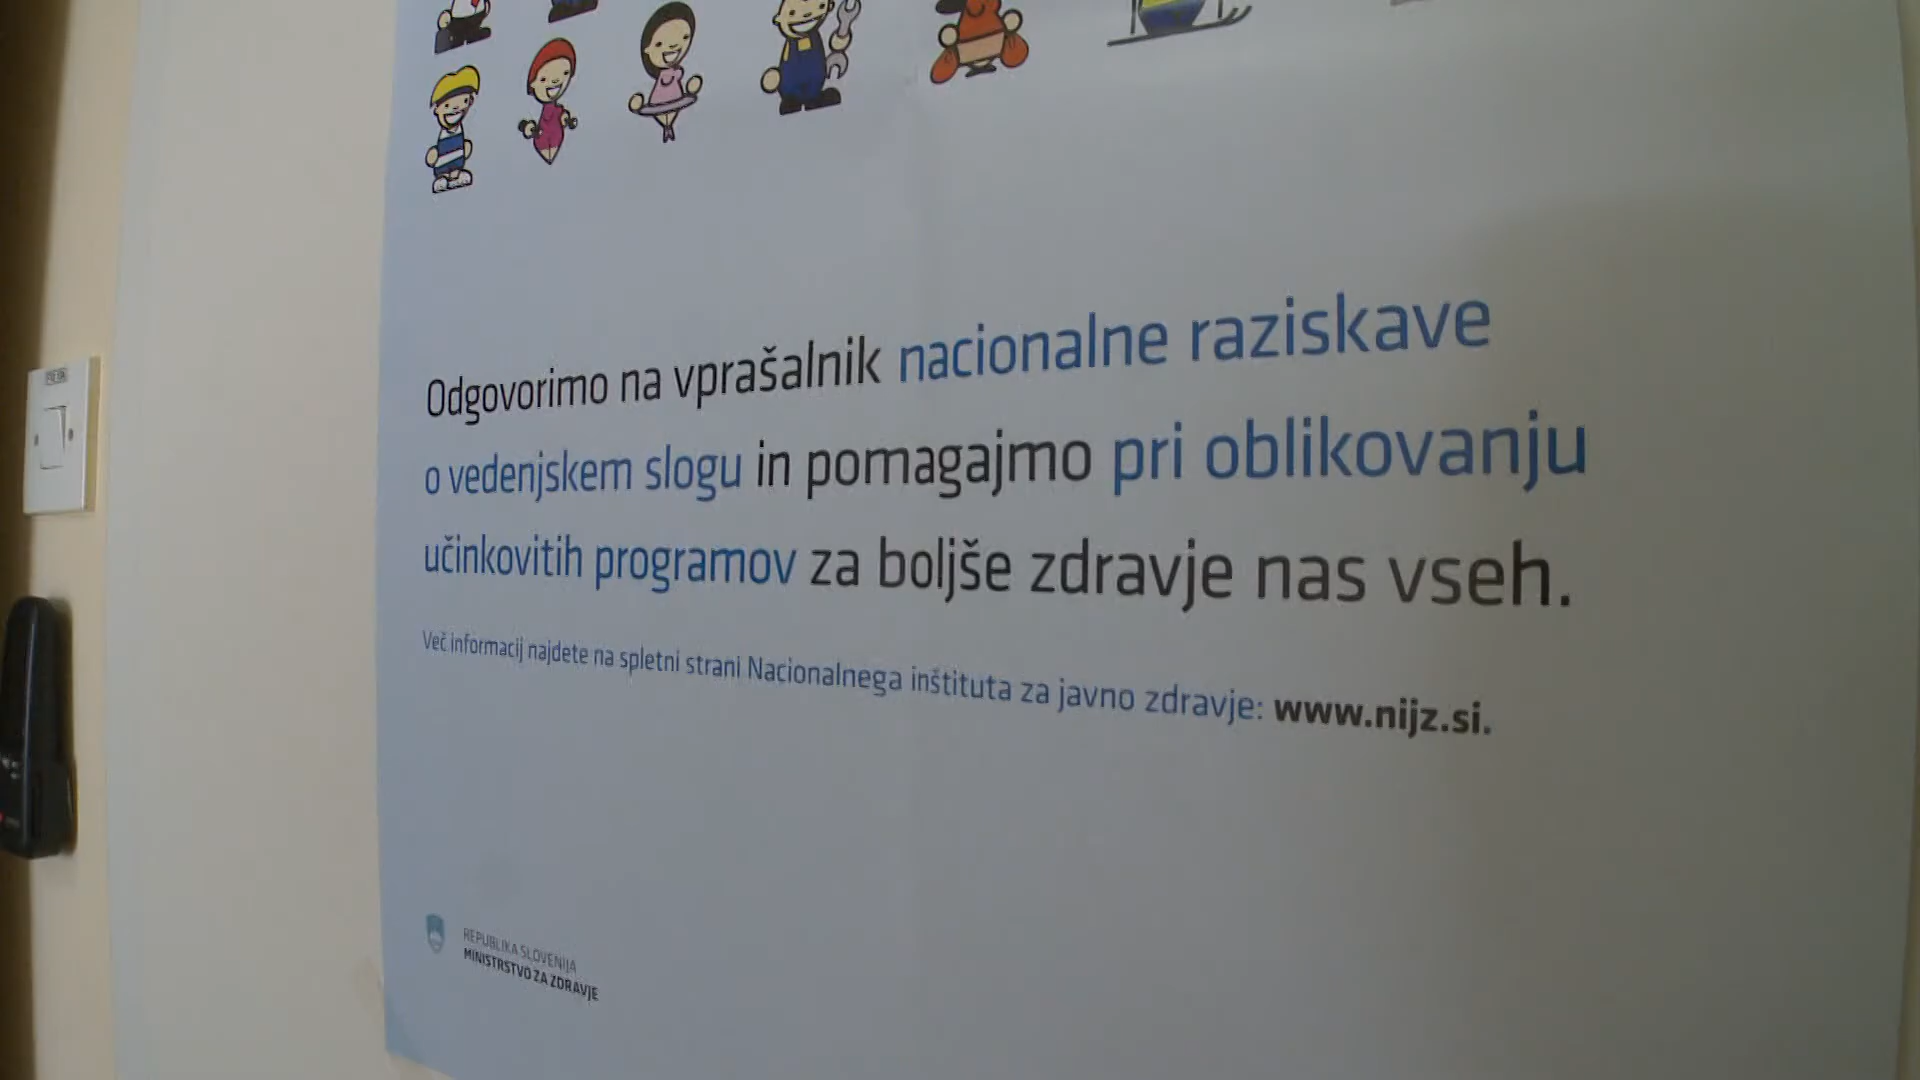 Odgovorimo na vprašalnik nacionalne raziskave
o vedenjskem slogu in pomagajmo pri oblikovanju
učinkovitih programov za boljše zdravje nas vseh.
Več informacij najdete na spletni strani Nacionalnega inštituta za javno zdravje: www.nijz.si.
REPUBLIKA SLOVENIJA
MINISTRSTVO ZA ZDRAVJE